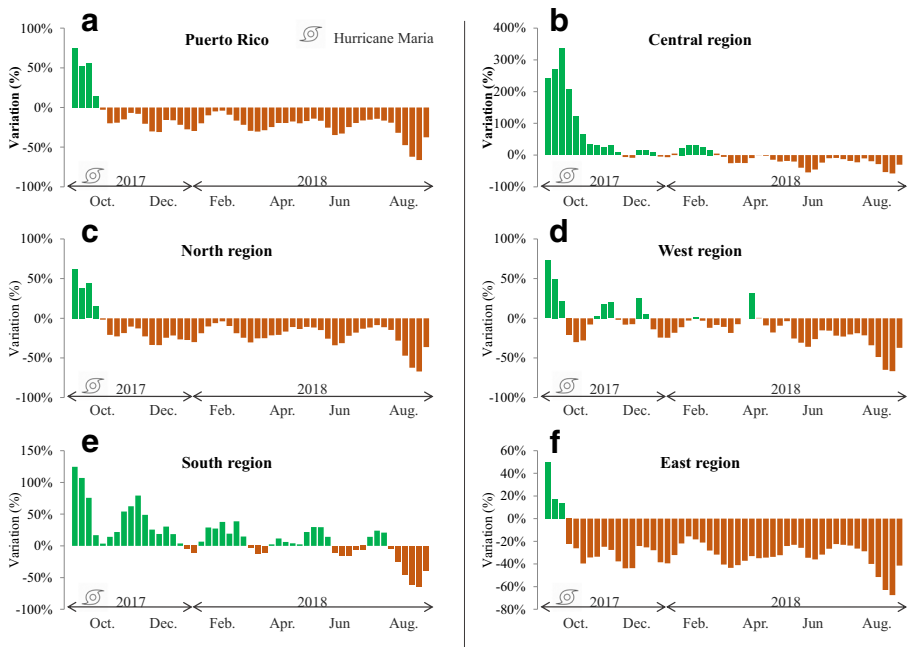 a
Puerto Rico
Hurricane Maria
Variation (%)
100%
50%
0%
-50%
-100%
2017
2018
Oct.
Dec.
Feb.
Apr.
Jun
Aug.
b
Central region
Variation (%)
400%
300%
200%
100%
0%
-100%
2017
2018
Oct.
Dec.
Feb.
Apr.
Jun
Aug.
c
North region
Variation (%)
100%
50%
0%
-50%
-100%
2017
2018
Oct.
Dec.
Feb.
Apr.
Jun
Aug.
d
West region
Variation (%)
100%
50%
0%
-50%
-100%
2017
2018
Oct.
Dec.
Feb.
Apr.
Jun
Aug.
e
South region
Variation (%)
150%
100%
50%
0%
-50%
-100%
2017
2018
Oct.
Dec.
Feb.
Apr.
Jun
Aug.
f
East region
Variation (%)
60%
40%
20%
0%
-20%
-40%
-60%
-80%
2017
2018
Oct.
Dec.
Feb.
Apr.
Jun
Aug.